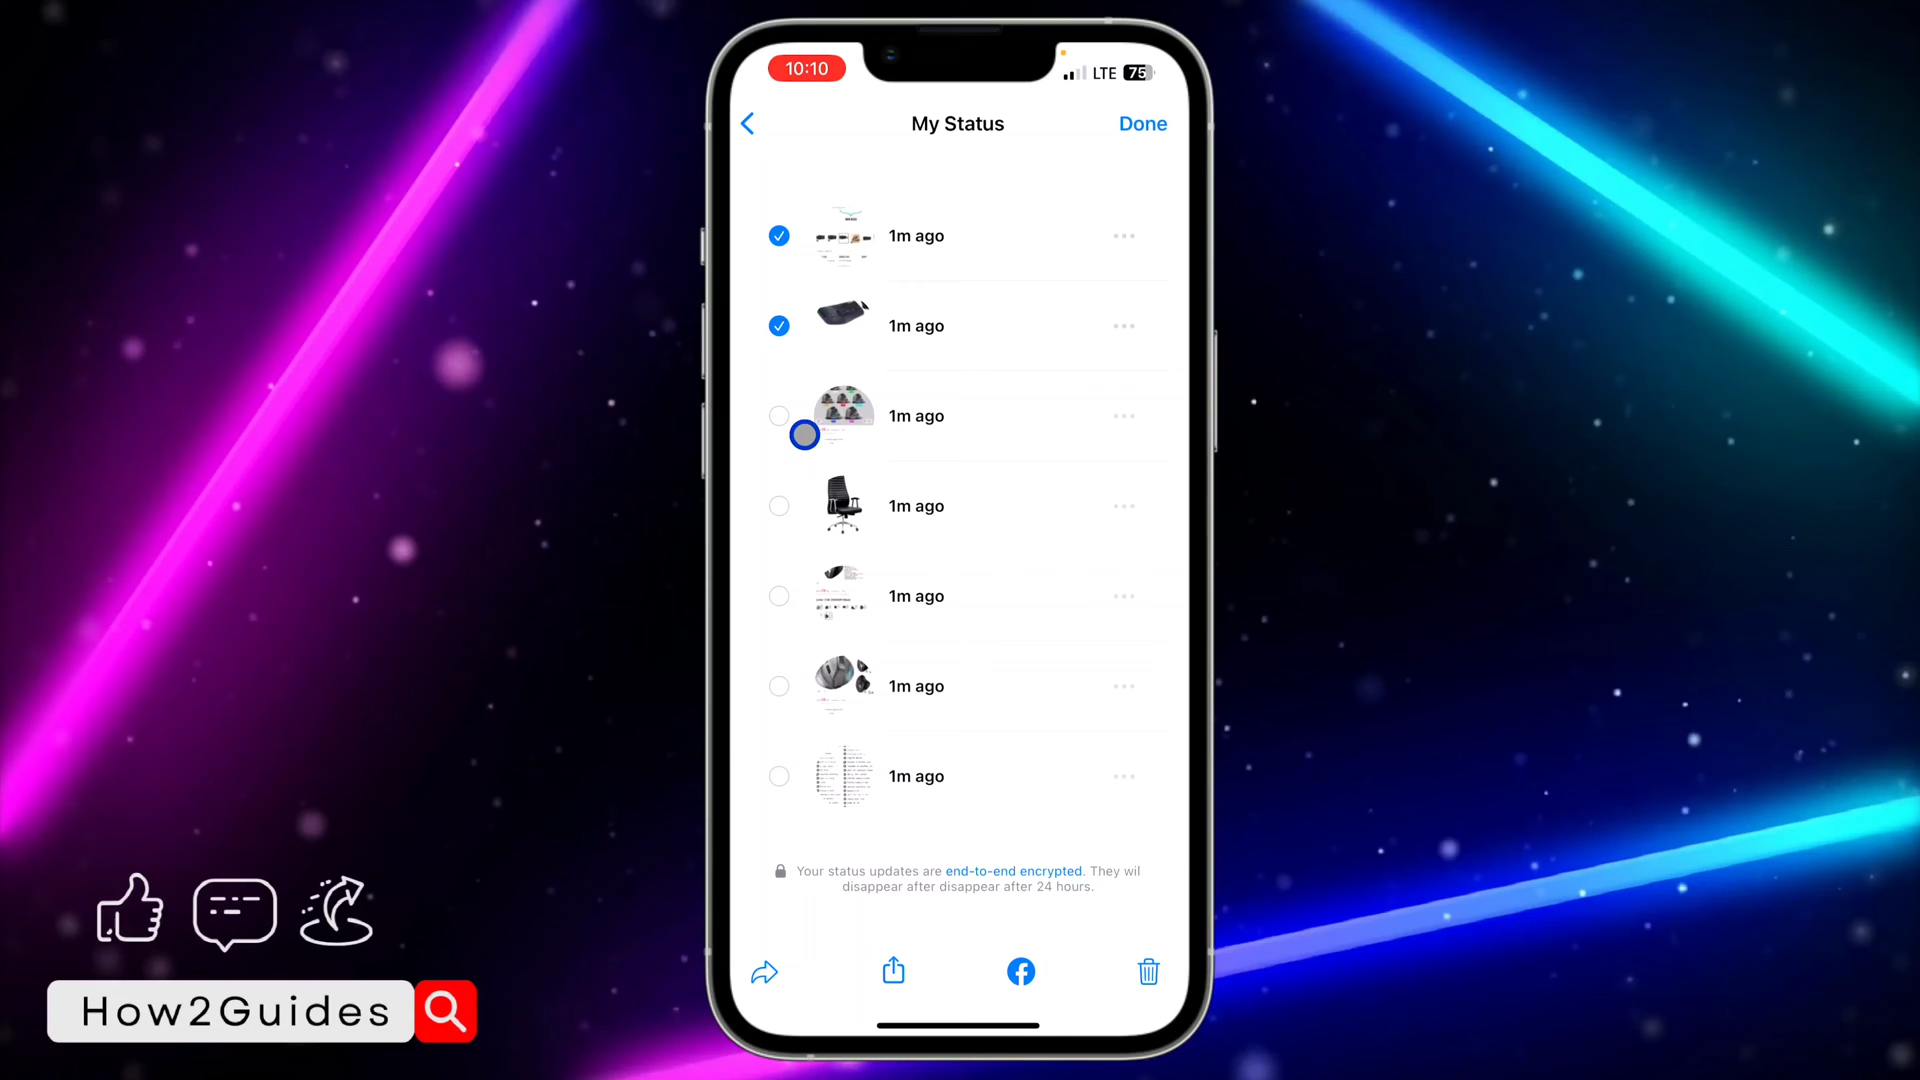 10:10
LTE 75
My Status
Done
1m ago
1m ago
1m ago
1m ago
1m ago
1m ago
1m ago
Your status updates are end-to-end encrypted. They wil
disappear after disappear after 24 hours.
How2Guides